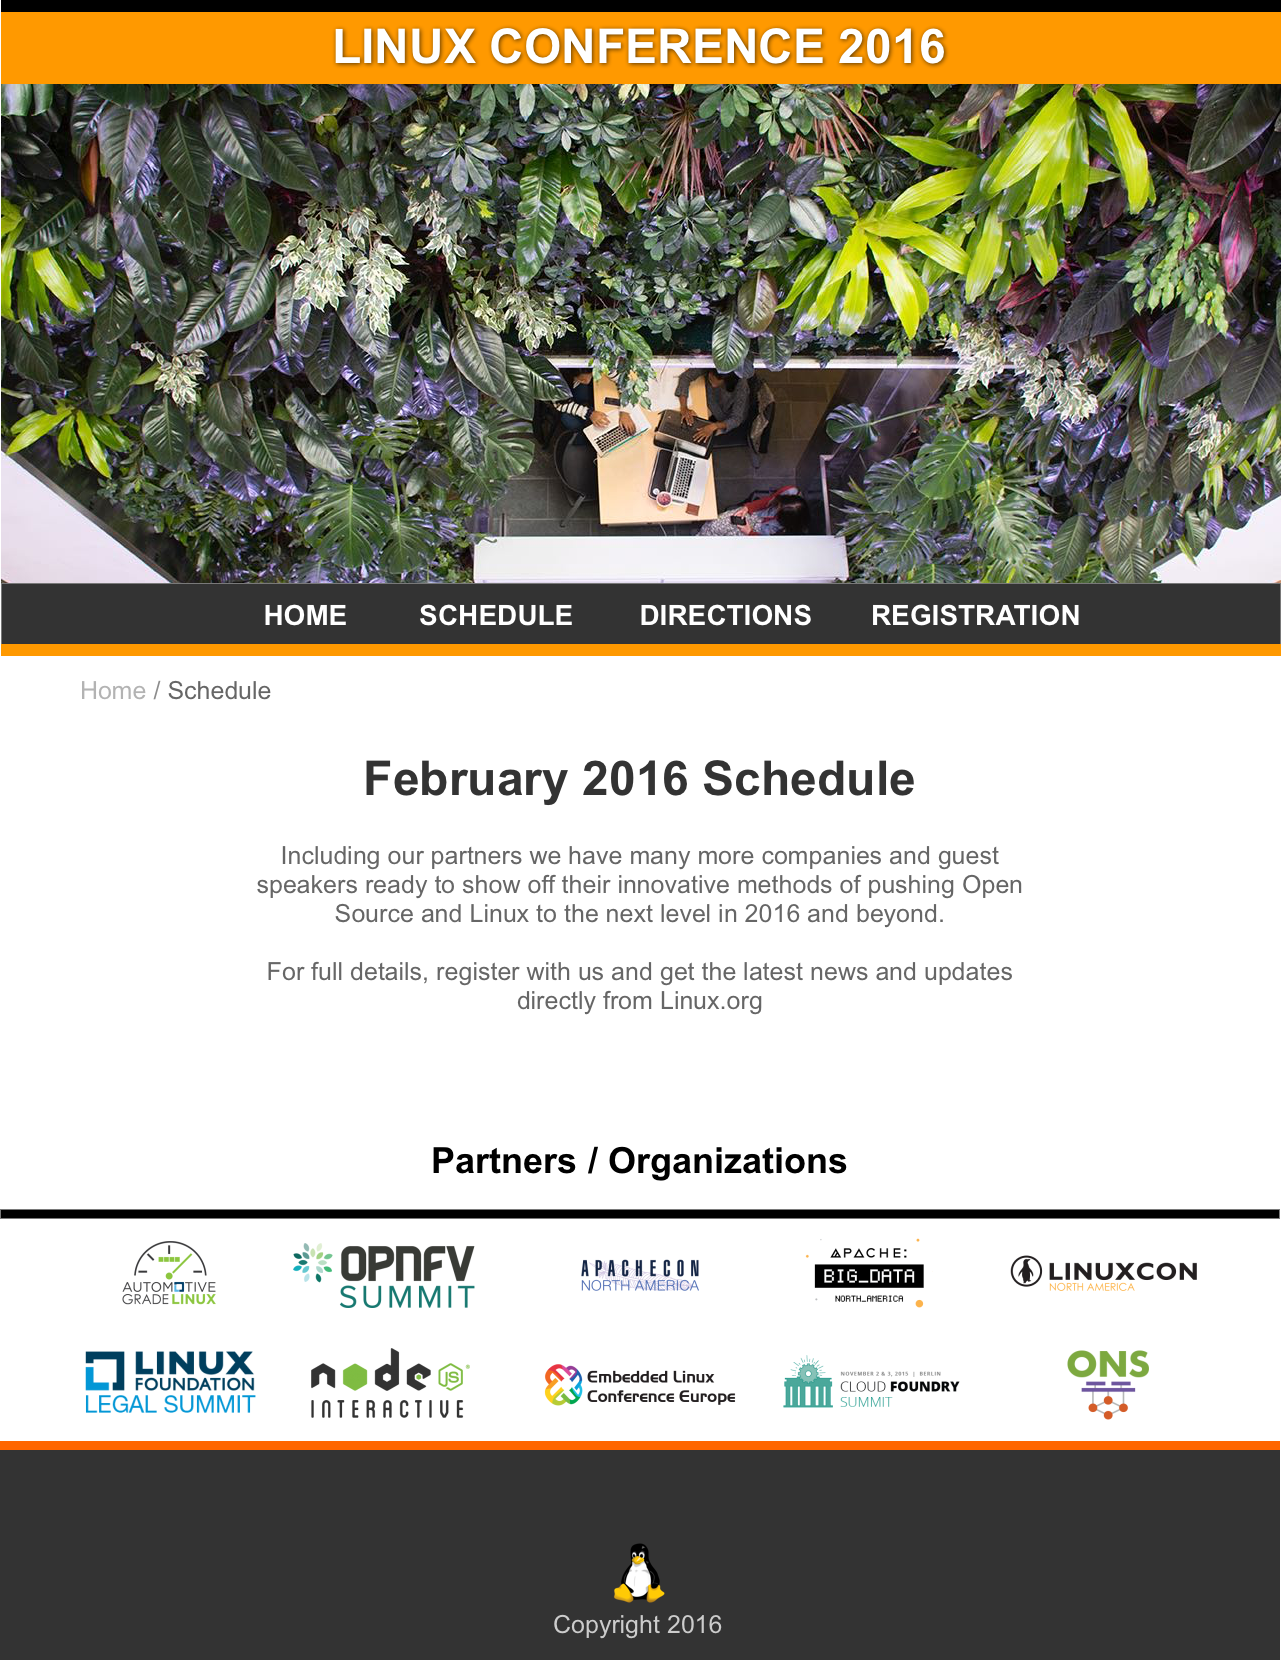 LINUX CONFERENCE 2016
HOME SCHEDULE DIRECTIONS REGISTRATION
Home / Schedule
February 2016 Schedule
Including our partners we have many more companies and guest
speakers ready to show off their innovative methods of pushing Open
Source and Linux to the next level in 2016 and beyond.
For full details, register with us and get the latest news and updates
directly from Linux.org
Partners / Organizations
AUTOMOTIVE
GRADE LINUX
OPNFV
SUMMIT
APACHECON
NORTH AMERICA
APACHE:
BIG_DATA
NORTH_AMERICA
LINUXCON
NORTH AMERICA
LINUX
FOUNDATION
LEGAL SUMMIT
node JS
INTERACTIVE
Embedded Linux
Conference Europe
NOVEMBER 2 & 3, 2015 | BERLIN
CLOUD FOUNDRY
SUMMIT
ONS
Copyright 2016